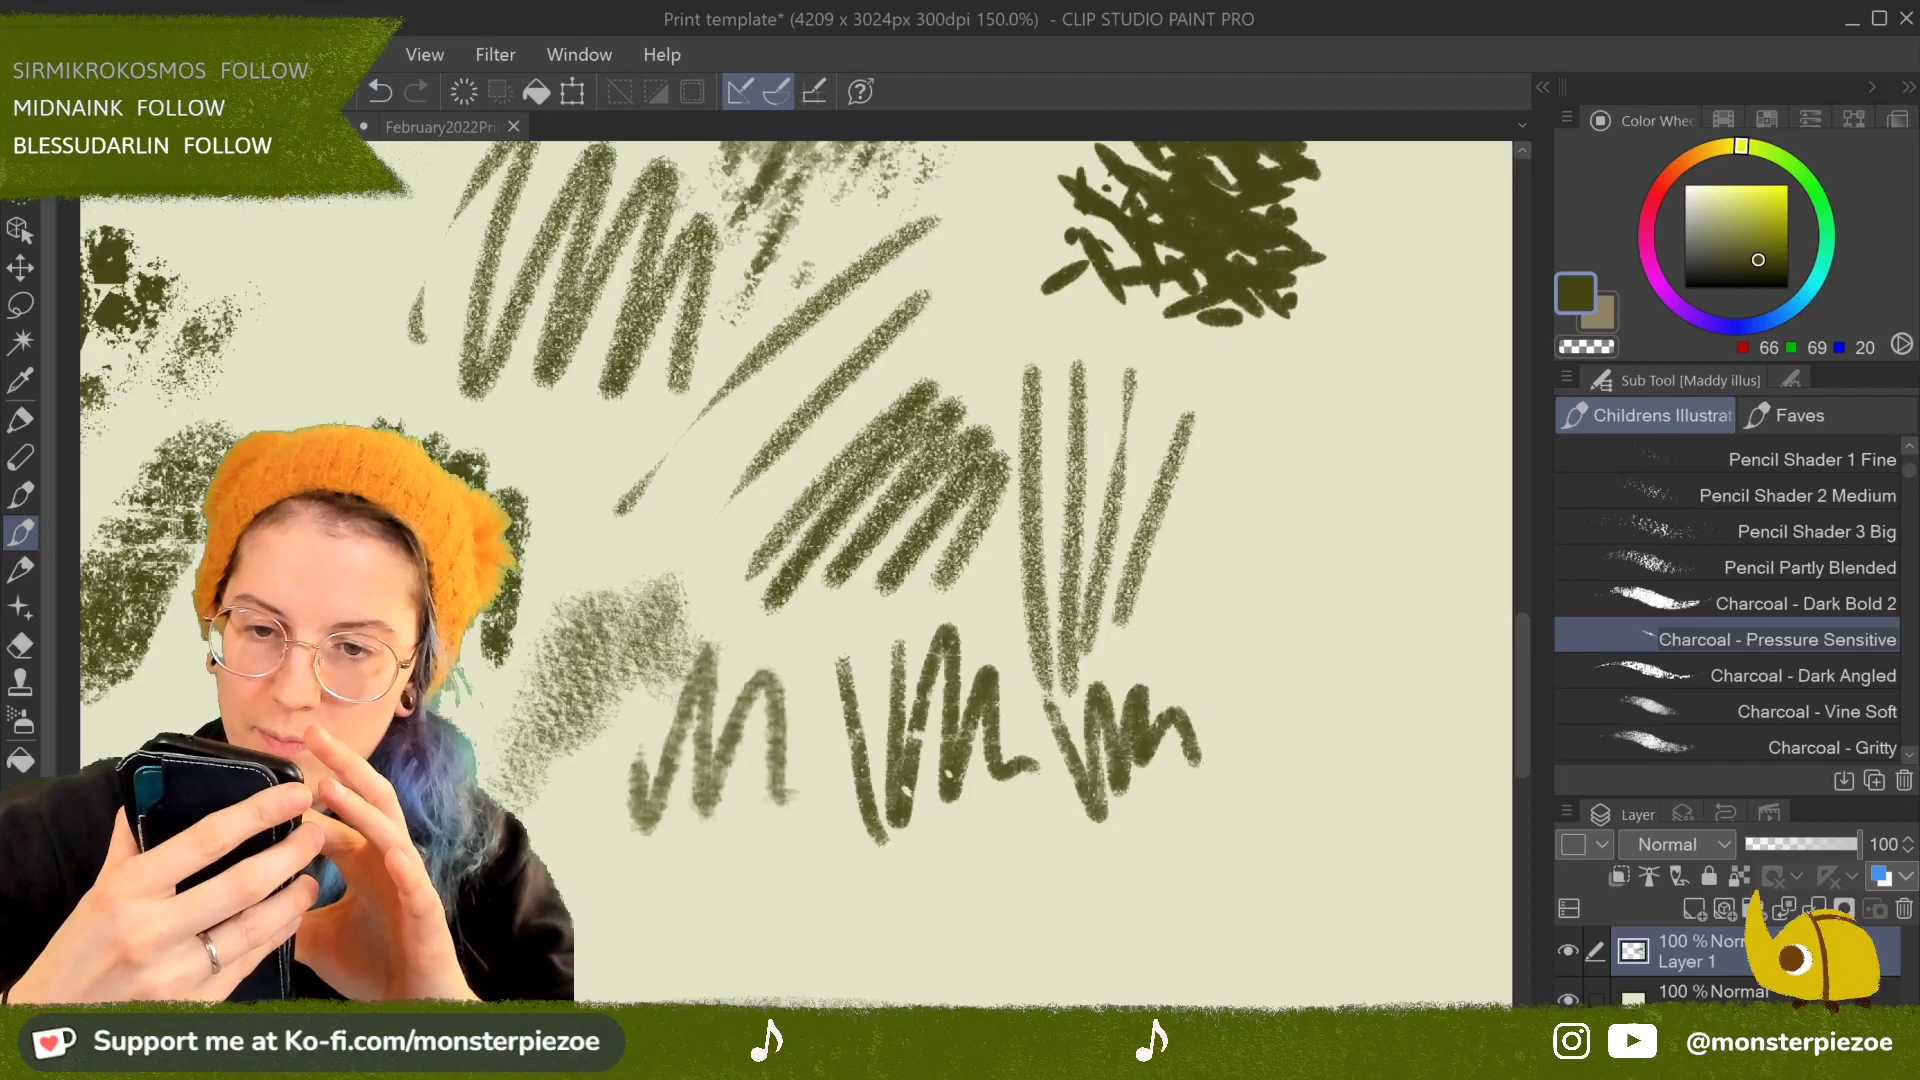 Print template* (4209 x 3024px 300dpi 150.0%) - CLIP STUDIO PAINT PRO
SIRMIKROKOSMOS FOLLOW
MIDNAINK FOLLOW
BLESSUDARLIN FOLLOW
View Filter Window Help
February2022Pri
Color Whee
66 69 20
Sub Tool [Maddy illus]
Childrens Illustrat Faves
Pencil Shader 1 Fine
Pencil Shader 2 Medium
Pencil Shader 3 Big
Pencil Partly Blended
Charcoal - Dark Bold 2
Charcoal - Pressure Sensitive
Charcoal - Dark Angled
Charcoal - Vine Soft
Charcoal - Gritty
Layer
Normal 100
100 % Norm
Layer 1
100 % Normal
Support me at Ko-fi.com/monsterpiezoe
@monsterpiezoe